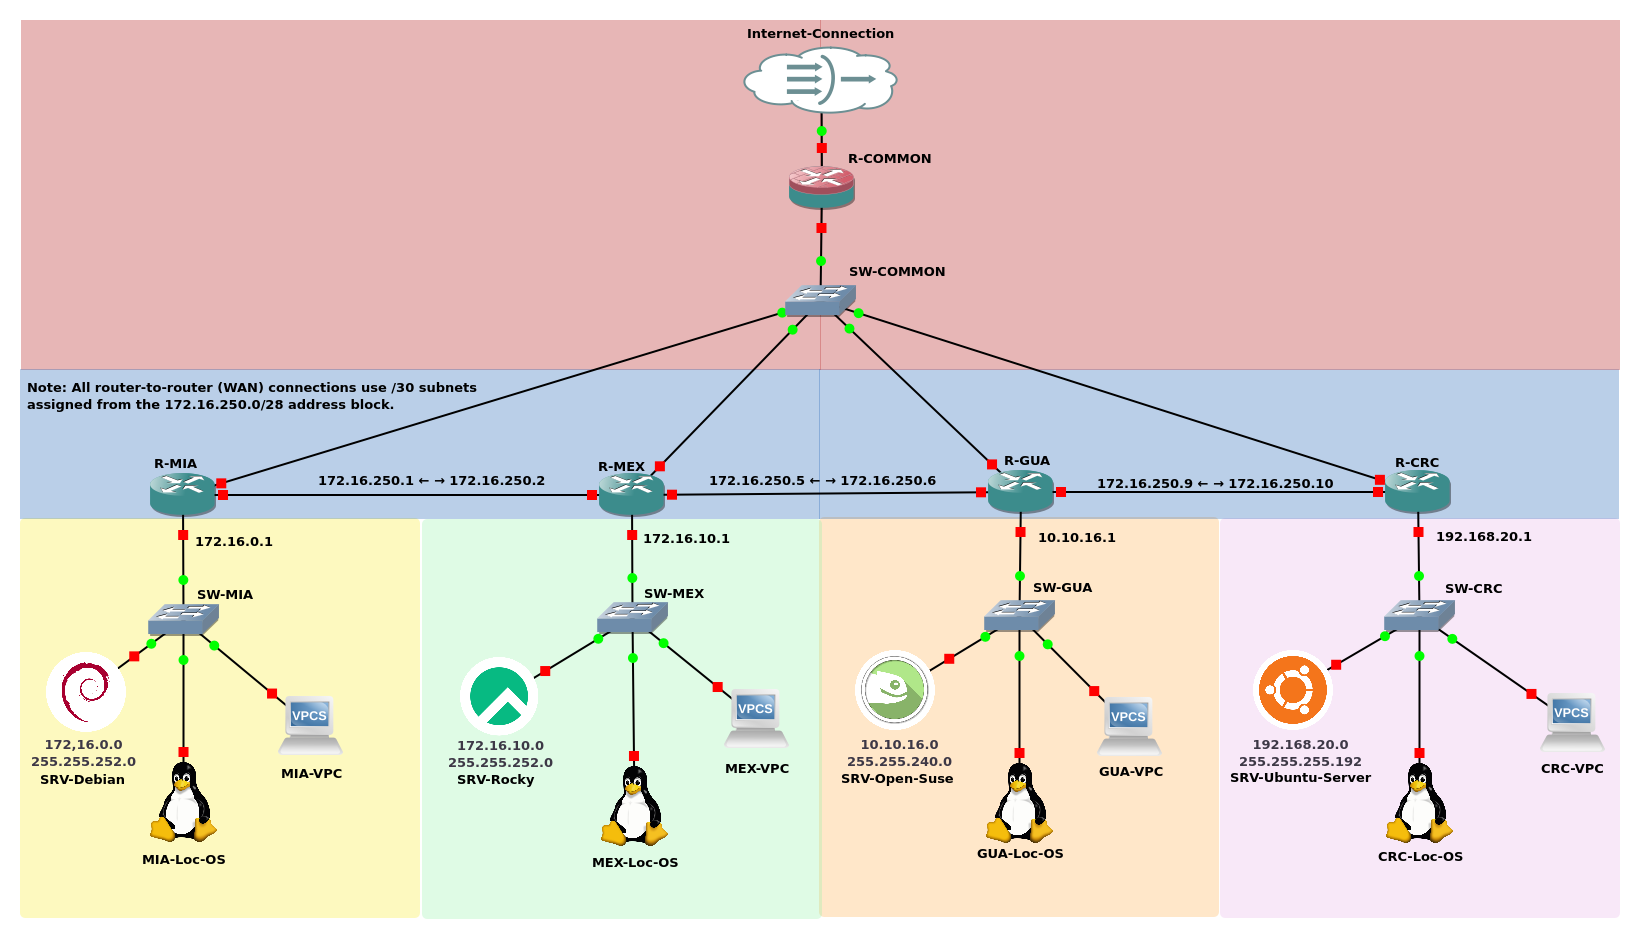 Internet-Connection
R-COMMON
SW-COMMON
Note: All router-to-router (WAN) connections use /30 subnets
assigned from the 172.16.250.0/28 address block.
R-MIA
R-MEX
R-GUA
R-CRC
172.16.250.1 ← → 172.16.250.2
172.16.250.5 ← → 172.16.250.6
172.16.250.9 ← → 172.16.250.10
172.16.0.1
172.16.10.1
10.10.16.1
192.168.20.1
SW-MIA
SW-MEX
SW-GUA
SW-CRC
VPCS
VPCS
VPCS
VPCS
172,16.0.0
255.255.252.0
SRV-Debian
MIA-VPC
172.16.10.0
255.255.252.0
SRV-Rocky
MEX-VPC
10.10.16.0
255.255.240.0
SRV-Open-Suse
GUA-VPC
192.168.20.0
255.255.255.192
SRV-Ubuntu-Server
CRC-VPC
MIA-Loc-OS
MEX-Loc-OS
GUA-Loc-OS
CRC-Loc-OS